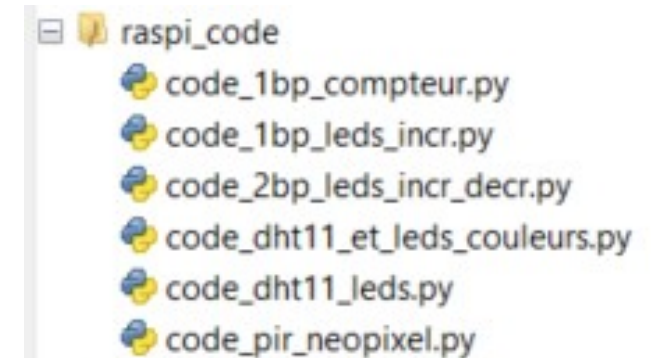 raspi_code
code_1bp_compteur.py
code_1bp_leds_incr.py
code_2bp_leds_incr_decr.py
code_dht11_et_leds_couleurs.py
code_dht11_leds.py
code_pir_neopixel.py